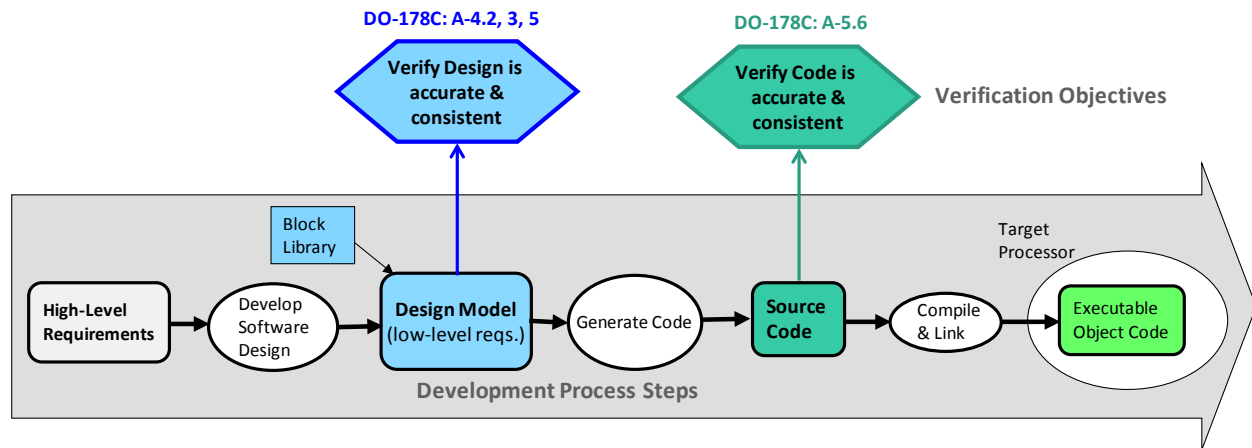 DO-178C: A-4.2, 3, 5
Verify Design is
accurate &
consistent
DO-178C: A-5.6
Verify Code is
accurate &
consistent
Verification Objectives
Block
Library
Target
Processor
High-Level
Requirements
Develop
Software
Design
Design Model
(low-level reqs.)
Generate Code
Source
Code
Compile
& Link
Executable
Object Code
Development Process Steps